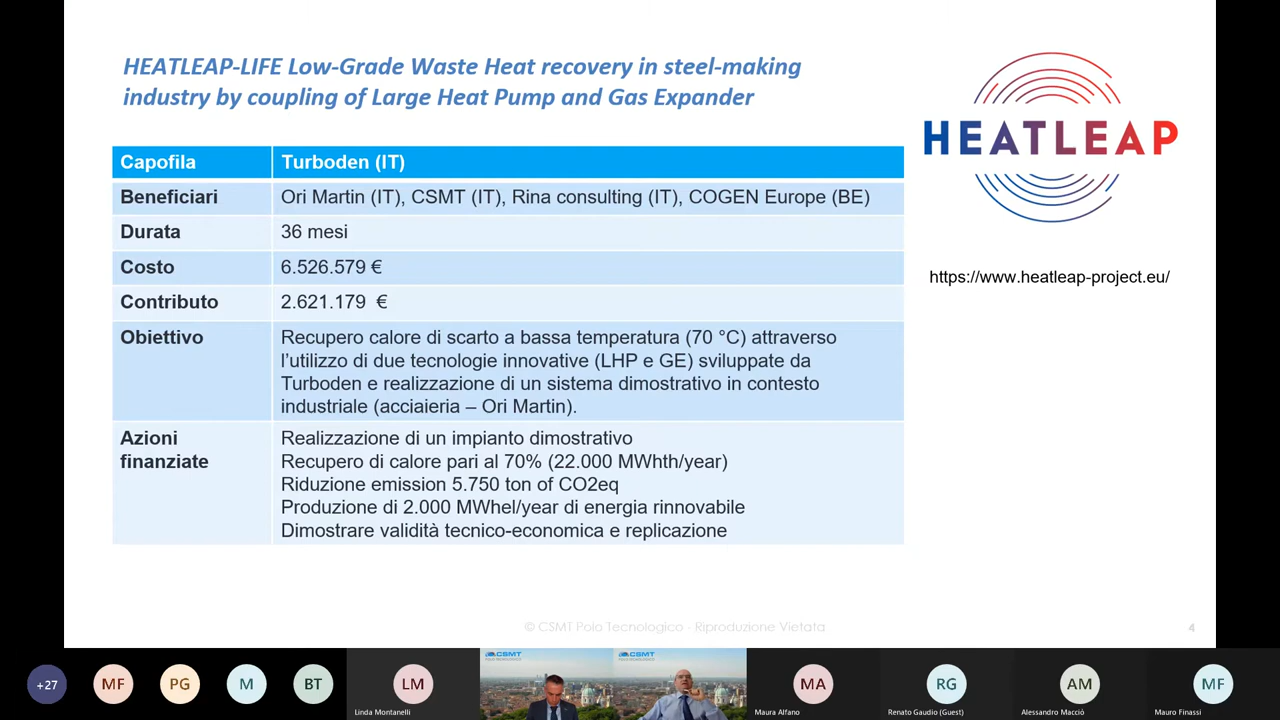 HEATLEAP-LIFE Low-Grade Waste Heat recovery in steel-making
industry by coupling of Large Heat Pump and Gas Expander
HEATLEAP
https://www.heatleap-project.eu/
Capofila Turboden (IT)
Beneficiari Ori Martin (IT), CSMT (IT), Rina consulting (IT), COGEN Europe (BE)
Durata 36 mesi
Costo 6.526.579 €
Contributo 2.621.179 €
Obiettivo Recupero calore di scarto a bassa temperatura (70 °C) attraverso
l’utilizzo di due tecnologie innovative (LHP e GE) sviluppate da
Turboden e realizzazione di un sistema dimostrativo in contesto
industriale (acciaieria – Ori Martin).
Azioni Realizzazione di un impianto dimostrativo
finanziate Recupero di calore pari al 70% (22.000 MWhth/year)
Riduzione emission 5.750 ton of CO2eq
Produzione di 2.000 MWhel/year di energia rinnovabile
Dimostrare validità tecnico-economica e replicazione
© CSMT Polo Tecnologico - Riproduzione Vietata
4
+27 MF PG M BT LM MA RG AM MF
CSMT CSMT
Linda Montanelli Maura Alfano Renato Gaudio (Guest) Alessandro Macciò Mauro Finassi